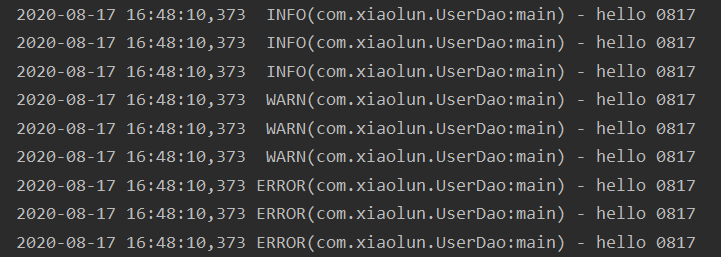 2020-08-17 16:48:10,373  INFO(com.xiaolun.UserDao:main) - hello 0817
2020-08-17 16:48:10,373  INFO(com.xiaolun.UserDao:main) - hello 0817
2020-08-17 16:48:10,373  INFO(com.xiaolun.UserDao:main) - hello 0817
2020-08-17 16:48:10,373  WARN(com.xiaolun.UserDao:main) - hello 0817
2020-08-17 16:48:10,373  WARN(com.xiaolun.UserDao:main) - hello 0817
2020-08-17 16:48:10,373  WARN(com.xiaolun.UserDao:main) - hello 0817
2020-08-17 16:48:10,373 ERROR(com.xiaolun.UserDao:main) - hello 0817
2020-08-17 16:48:10,373 ERROR(com.xiaolun.UserDao:main) - hello 0817
2020-08-17 16:48:10,373 ERROR(com.xiaolun.UserDao:main) - hello 0817